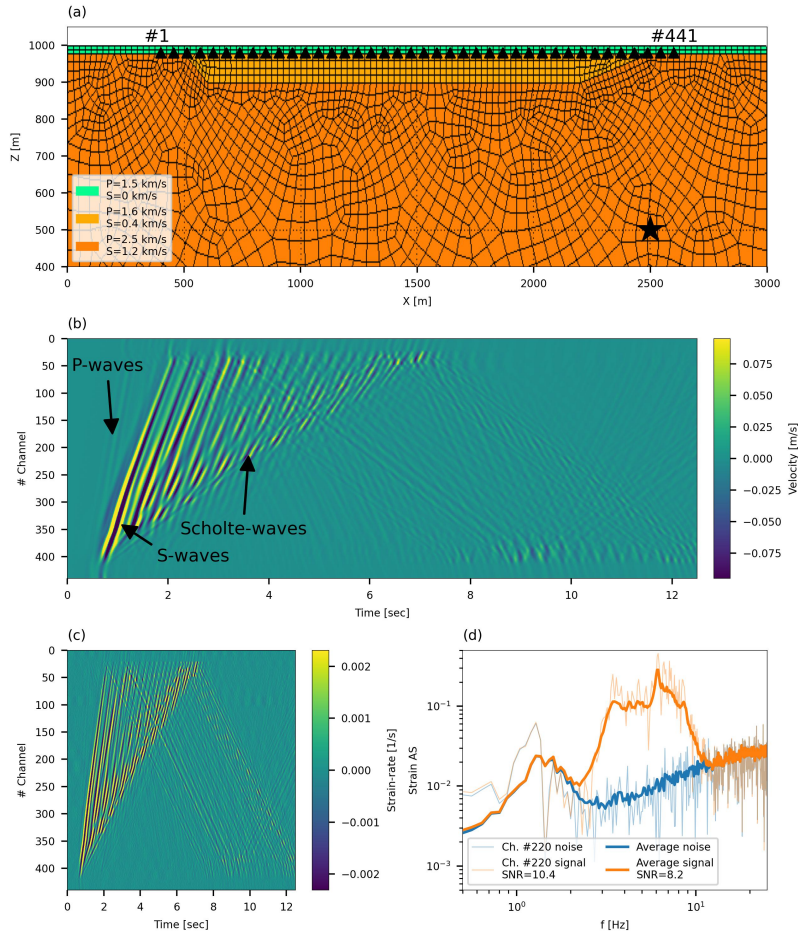 (a)
#1
#441
1000
900
800
700
600
500
400
Z [m]
P=1.5 km/s
S=0 km/s
P=1.6 km/s
S=0.4 km/s
P=2.5 km/s
S=1.2 km/s
0
500
1000
1500
2000
2500
3000
X [m]
(b)
0
50
100
150
200
250
300
350
400
# Channel
P-waves
Scholte-waves
S-waves
0
2
4
6
8
10
12
Time [sec]
0.075
0.050
0.025
0.000
−0.025
−0.050
−0.075
Velocity [m/s]
(c)
0
100
200
300
400
# Channel
0
2
4
6
8
10
12
Time [sec]
0.002
0.001
0.000
−0.001
−0.002
Strain-rate [1/s]
(d)
10⁻¹
10⁻²
10⁻³
Strain AS
Ch. #220 noise
Ch. #220 signal
SNR=10.4
Average noise
Average signal
SNR=8.2
10⁰
10¹
f [Hz]